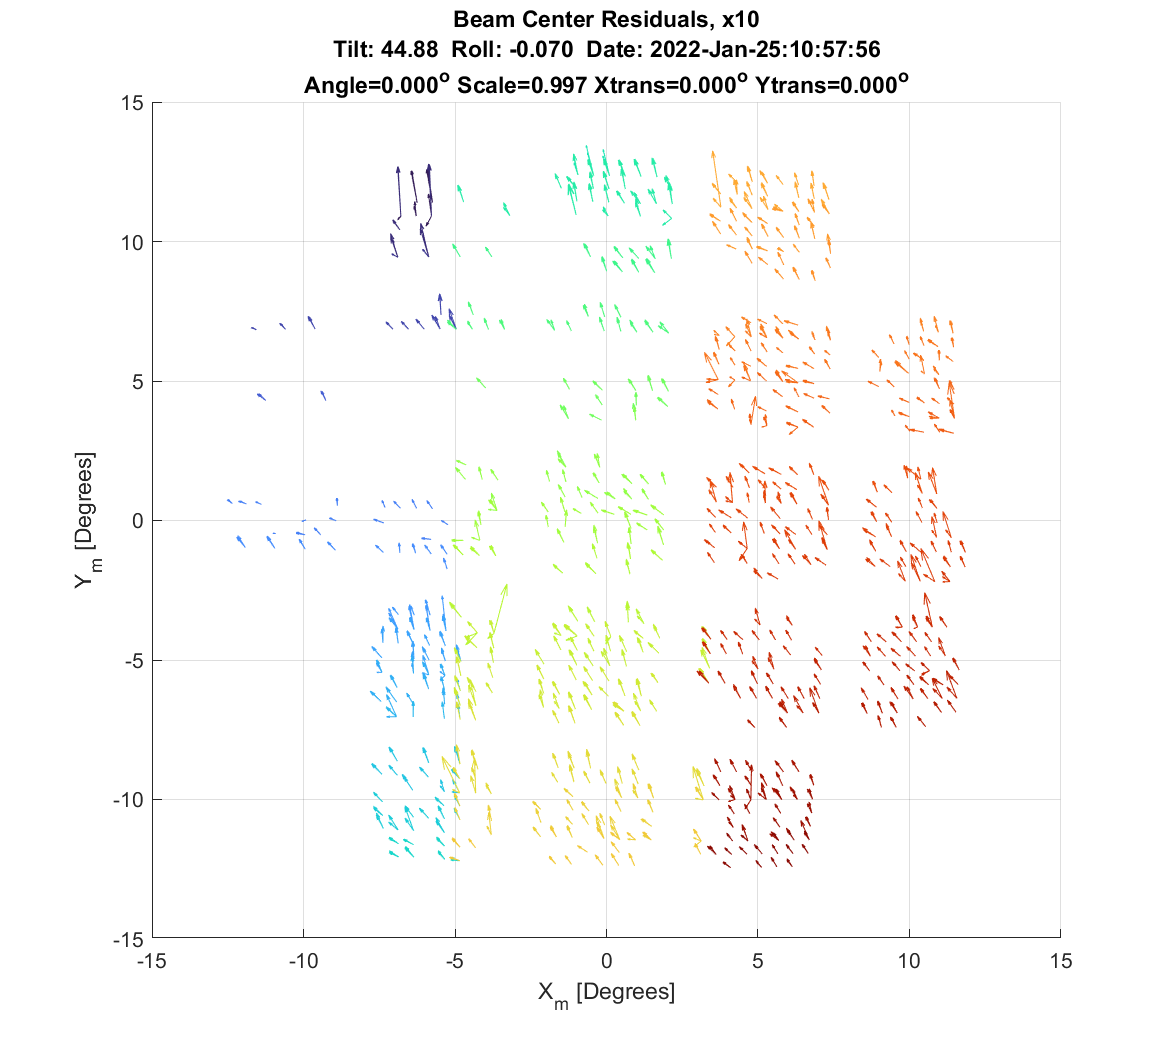 Beam Center Residuals, x10
Tilt: 44.88 Roll: -0.070 Date: 2022-Jan-25:10:57:56
Angle=0.000° Scale=0.997 Xtrans=0.000° Ytrans=0.000°
15
10
5
0
-5
-10
-15
Y_m [Degrees]
-15 -10 -5 0 5 10 15
X_m [Degrees]